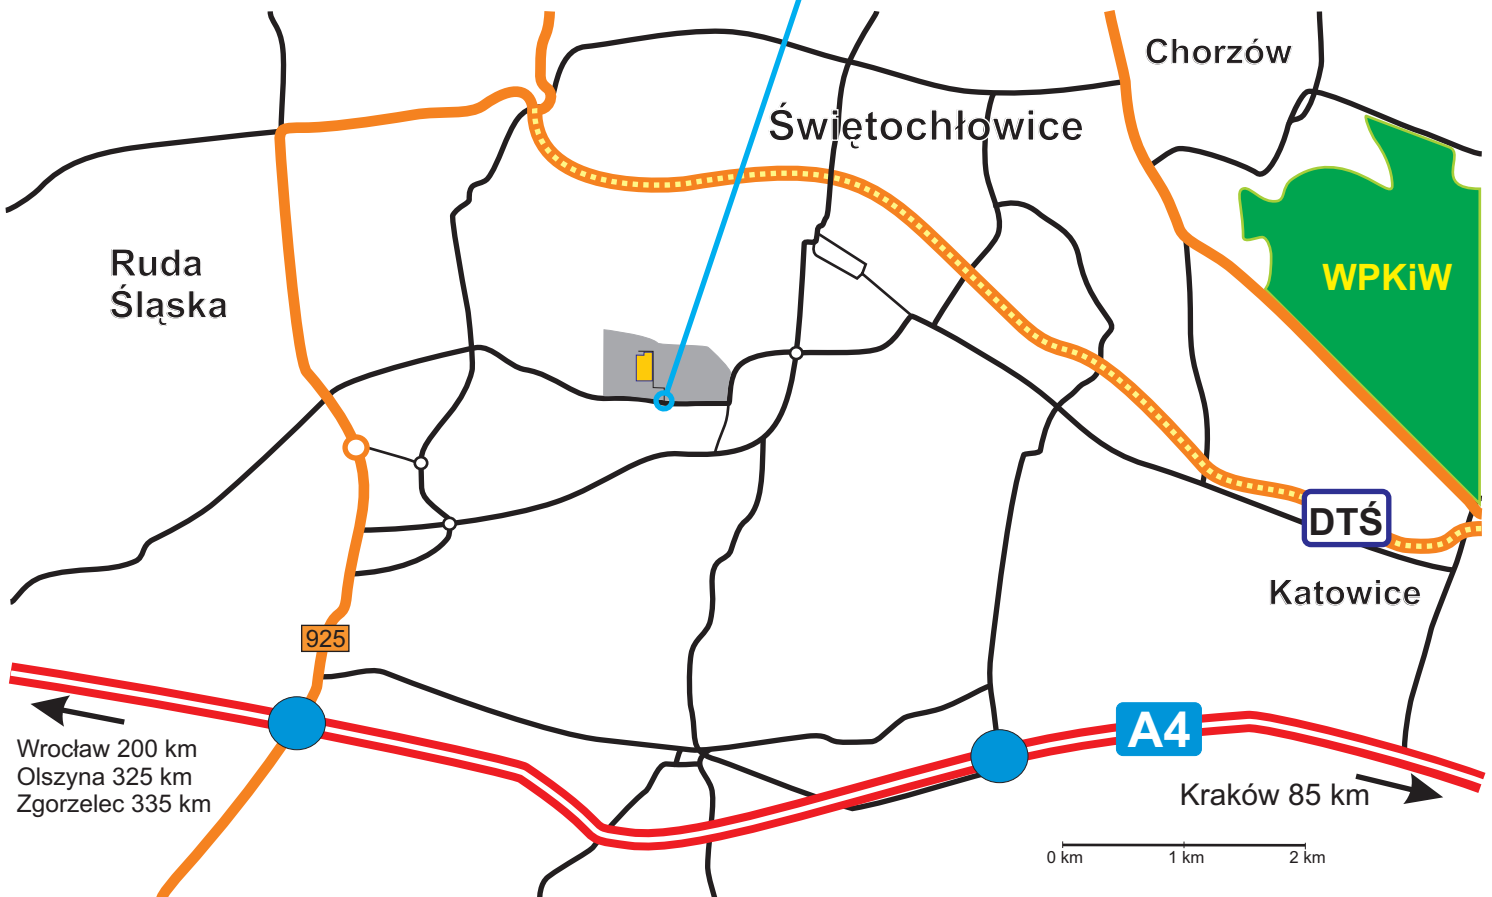 Chorzów
Świętochłowice
Ruda
Śląska
WPKiW
DTŚ
Katowice
925
A4
Wrocław 200 km
Olszyna 325 km
Zgorzelec 335 km
Kraków 85 km
0 km 1 km 2 km